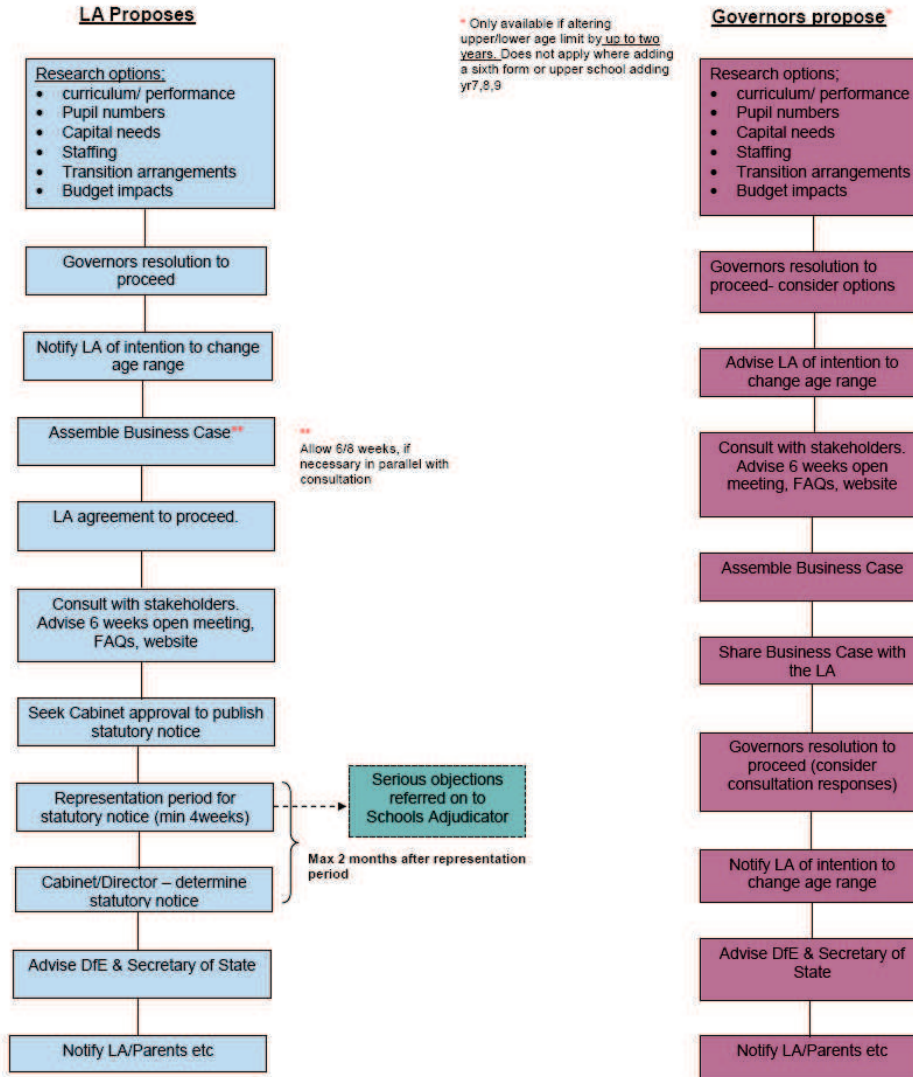 LA Proposes
Research options;
• curriculum/ performance
• Pupil numbers
• Capital needs
• Staffing
• Transition arrangements
• Budget impacts
Governors resolution to
proceed
Notify LA of intention to change
age range
Assemble Business Case**
LA agreement to proceed.
Consult with stakeholders.
Advise 6 weeks open meeting,
FAQs, website
Seek Cabinet approval to publish
statutory notice
Representation period for
statutory notice (min 4weeks)
Cabinet/Director – determine
statutory notice
Advise DfE & Secretary of State
Notify LA/Parents etc
* Only available if altering
upper/lower age limit by up to two
years. Does not apply where adding
a sixth form or upper school adding
yr7,8,9
**
Allow 6/8 weeks, if
necessary in parallel with
consultation
Serious objections
referred on to
Schools Adjudicator
Max 2 months after representation
period
Governors propose*
Research options;
• curriculum/ performance
• Pupil numbers
• Capital needs
• Staffing
• Transition arrangements
• Budget impacts
Governors resolution to
proceed- consider options
Advise LA of intention to
change age range
Consult with stakeholders.
Advise 6 weeks open
meeting, FAQs, website
Assemble Business Case
Share Business Case with
the LA
Governors resolution to
proceed (consider
consultation responses)
Notify LA of intention to
change age range
Advise DfE & Secretary of
State
Notify LA/Parents etc